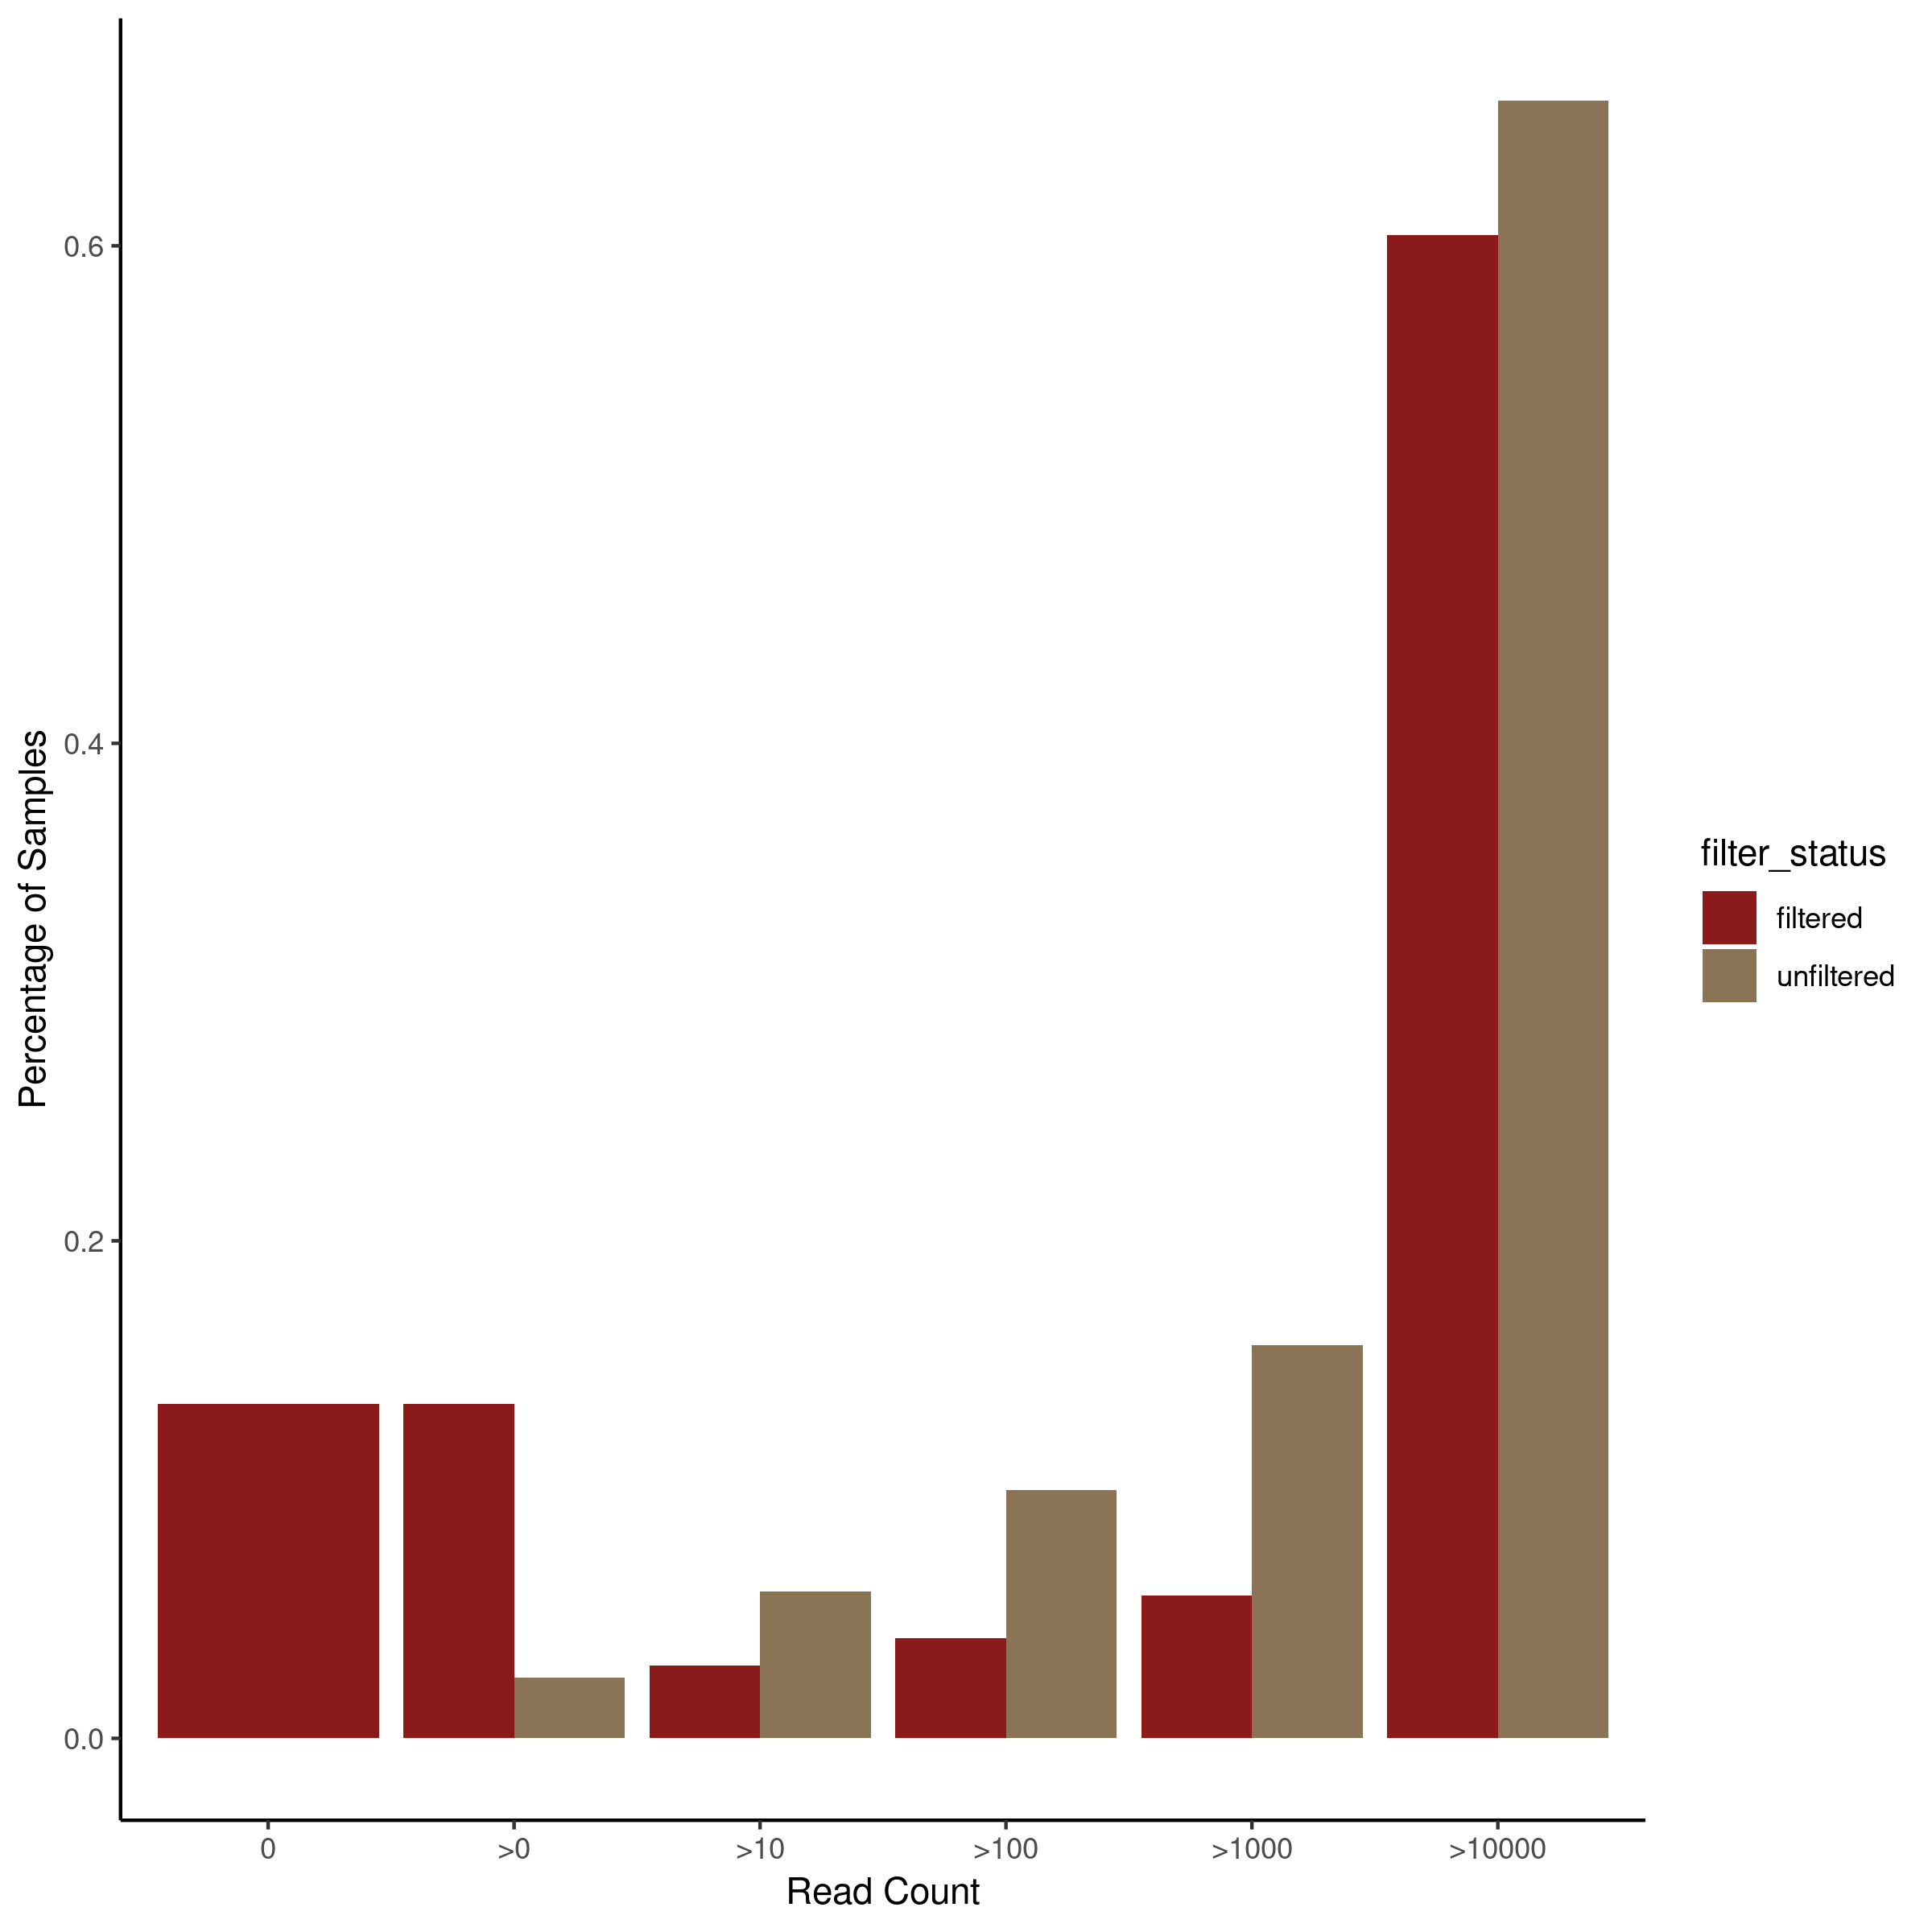 Percentage of Samples
0.6
0.4
0.2
0.0
0
>0
>10
>100
>1000
>10000
Read Count
filter_status
filtered
unfiltered